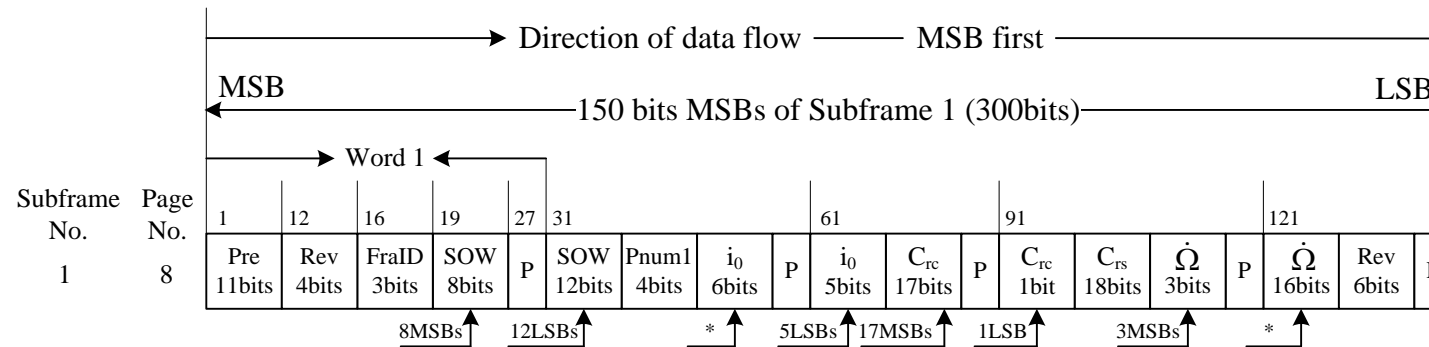 Direction of data flow MSB first
MSB LSB
150 bits MSBs of Subframe 1 (300bits)
Word 1
Subframe No. Page No.
1 12 16 19 27 31 61 91 121
1 8 Pre 11bits Rev 4bits FraID 3bits SOW 8bits P SOW 12bits Pnum1 4bits i₀ 6bits P i₀ 5bits Crc 17bits P Crc 1bit Crs 18bits Ω̇ 3bits P Ω̇ 16bits Rev 6bits
8MSBs 12LSBs * 5LSBs 17MSBs 1LSB 3MSBs *